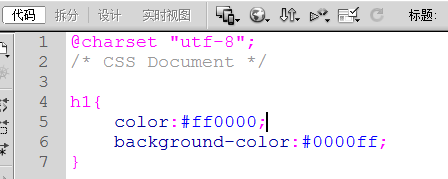 代码 拆分 设计 实时视图 标题:
1 @charset "utf-8";
2 /* CSS Document */
3
4 h1{
5 color:#ff0000;
6 background-color:#0000ff;
7 }